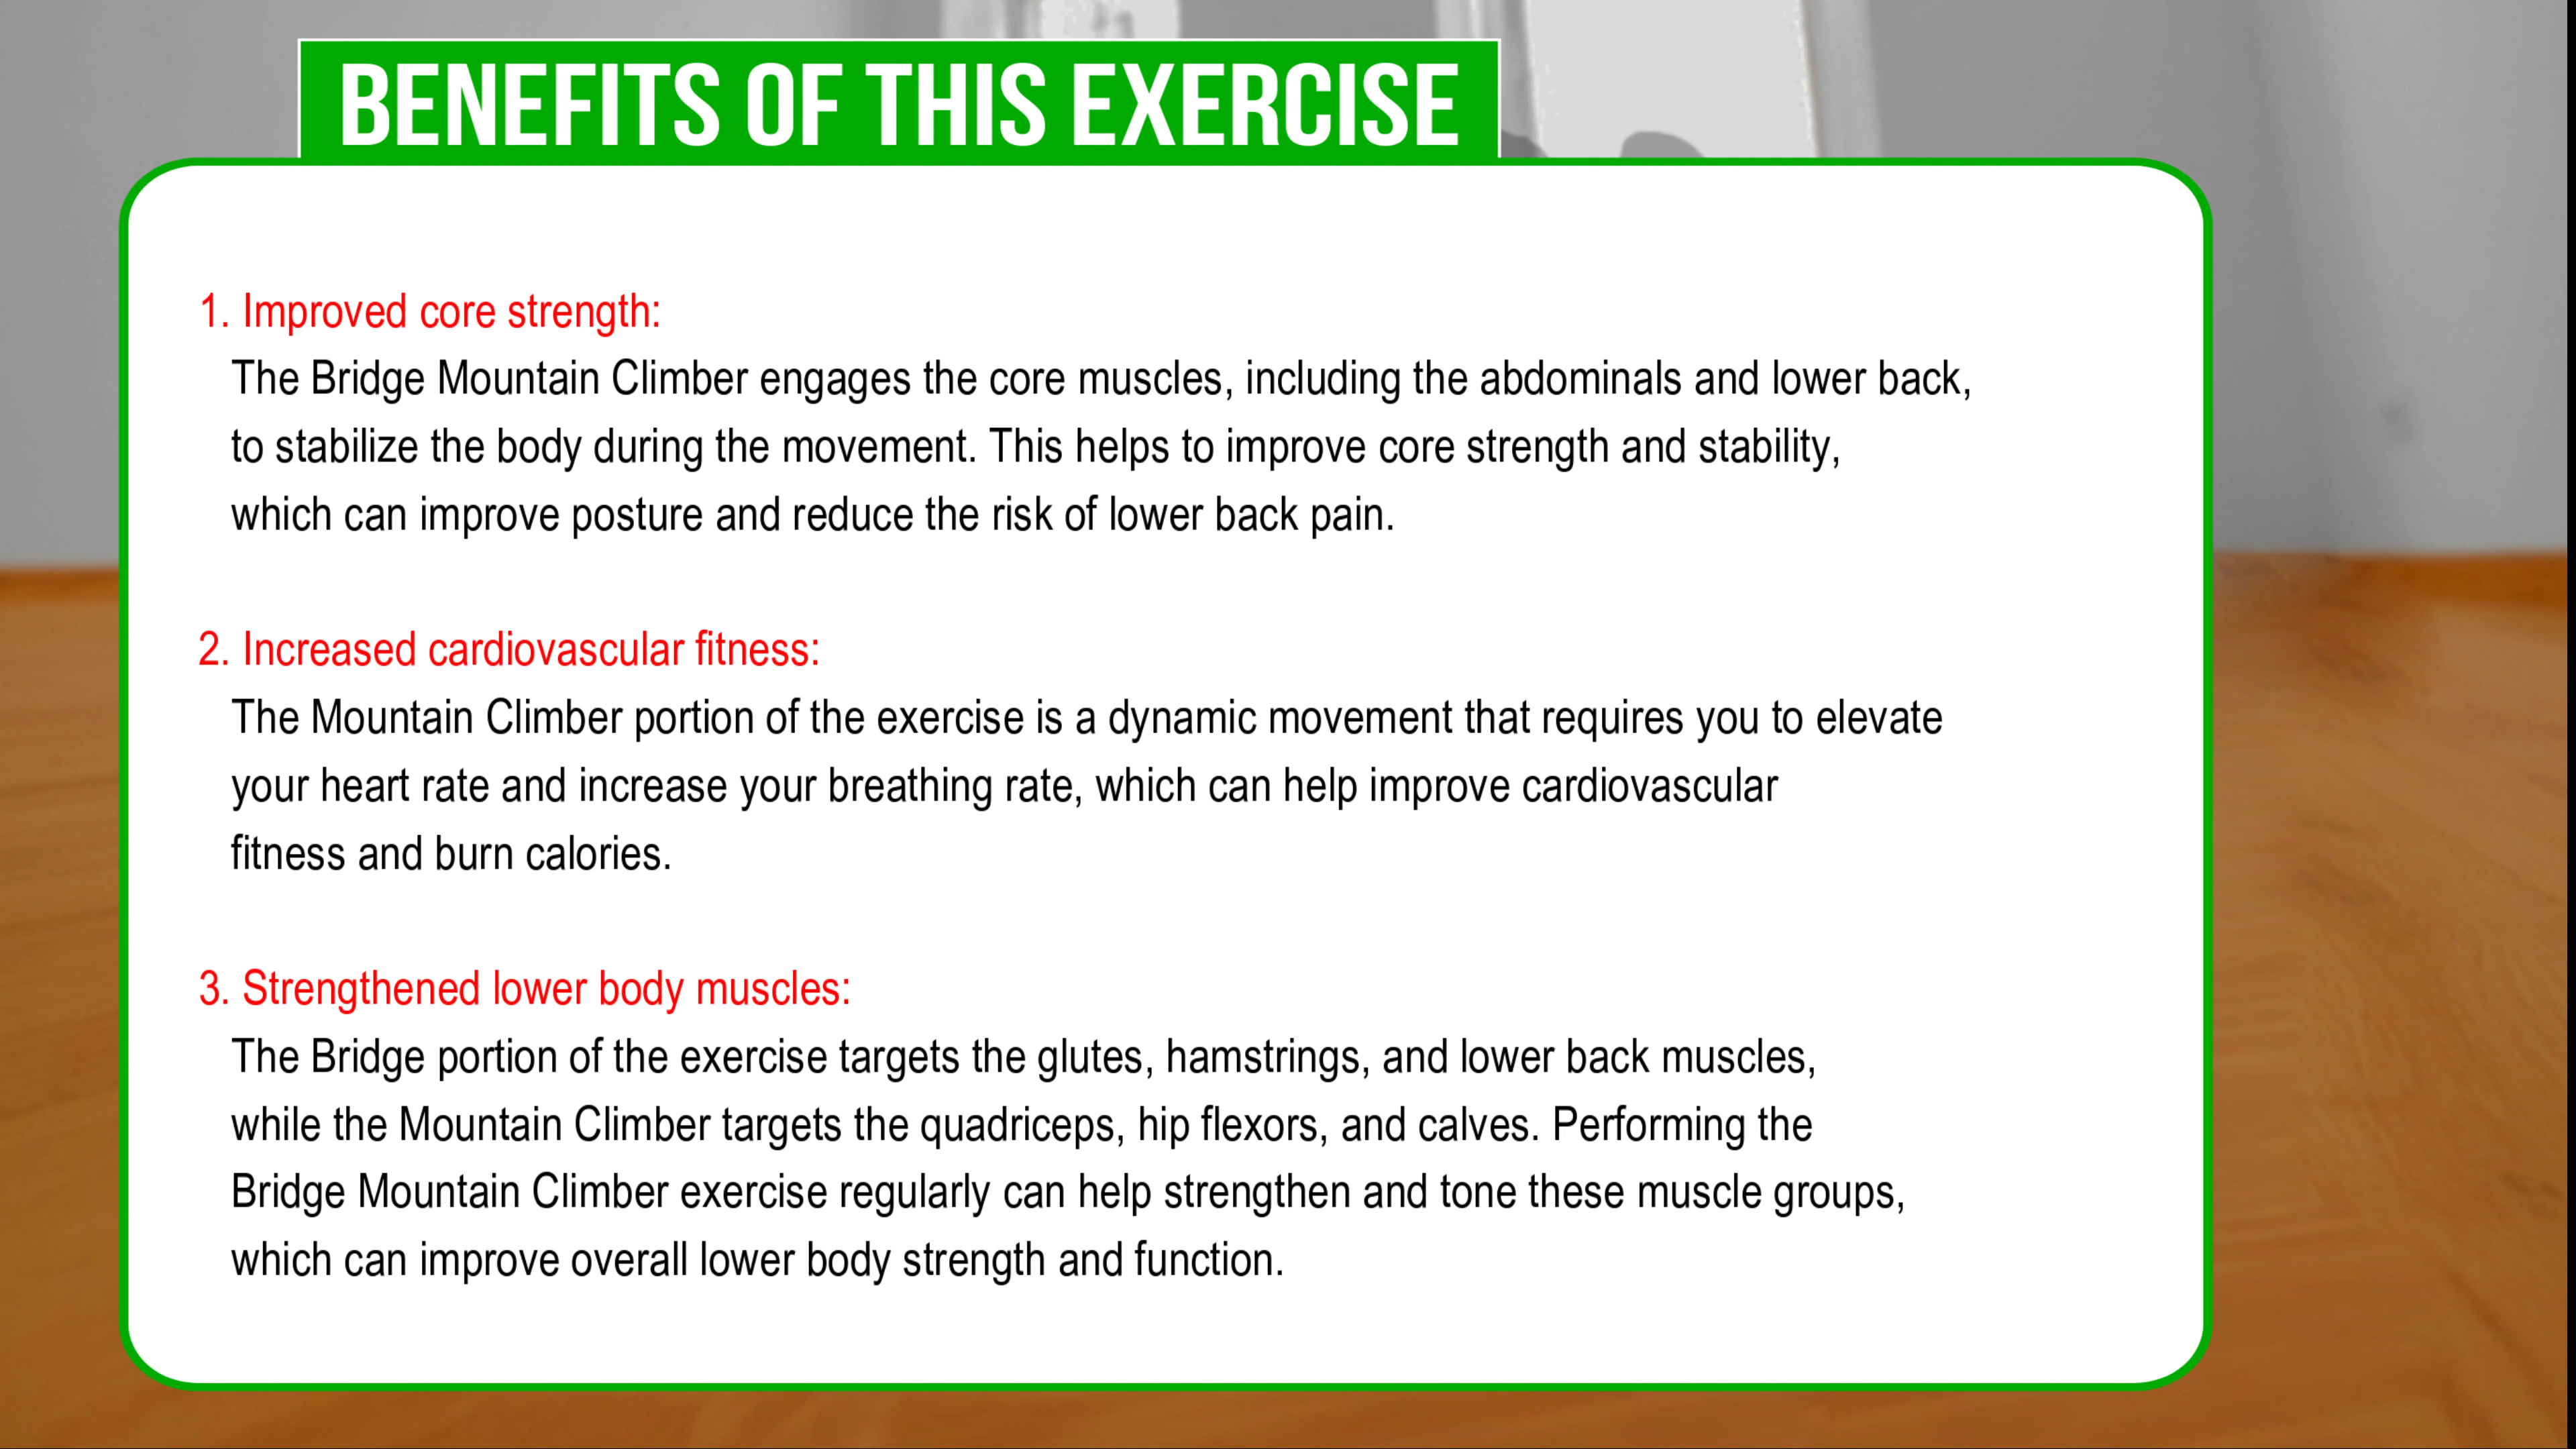 BENEFITS OF THIS EXERCISE
1. Improved core strength:
The Bridge Mountain Climber engages the core muscles, including the abdominals and lower back,
to stabilize the body during the movement. This helps to improve core strength and stability,
which can improve posture and reduce the risk of lower back pain.
2. Increased cardiovascular fitness:
The Mountain Climber portion of the exercise is a dynamic movement that requires you to elevate
your heart rate and increase your breathing rate, which can help improve cardiovascular
fitness and burn calories.
3. Strengthened lower body muscles:
The Bridge portion of the exercise targets the glutes, hamstrings, and lower back muscles,
while the Mountain Climber targets the quadriceps, hip flexors, and calves. Performing the
Bridge Mountain Climber exercise regularly can help strengthen and tone these muscle groups,
which can improve overall lower body strength and function.